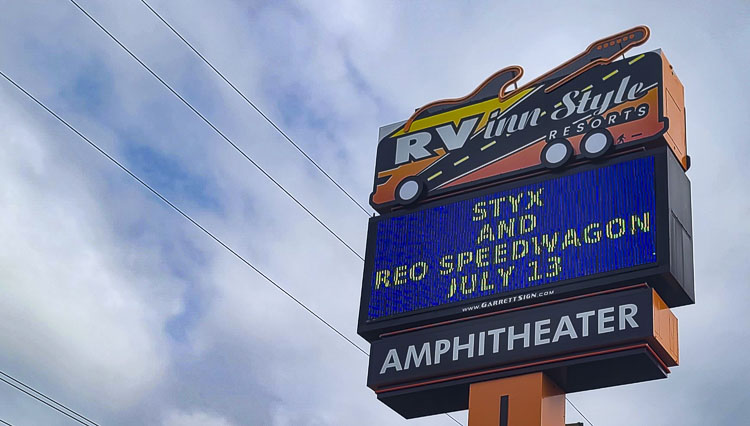 RV inn Style
RESORTS
STYX
AND
REO SPEEDWAGON
JULY 13
www.GARRETTSIGN.COM
AMPHITHEATER